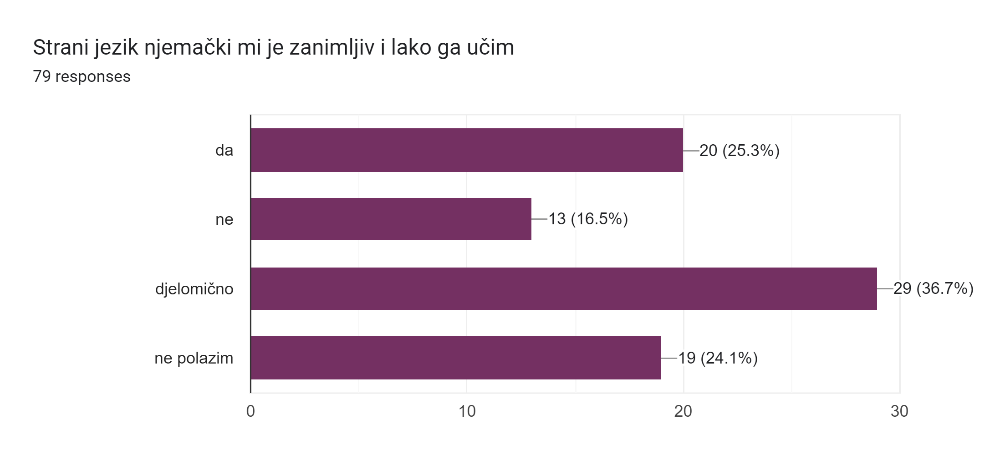 Strani jezik njemački mi je zanimljiv i lako ga učim
79 responses
da
20 (25.3%)
ne
13 (16.5%)
djelomično
29 (36.7%)
ne polazim
19 (24.1%)
0 10 20 30